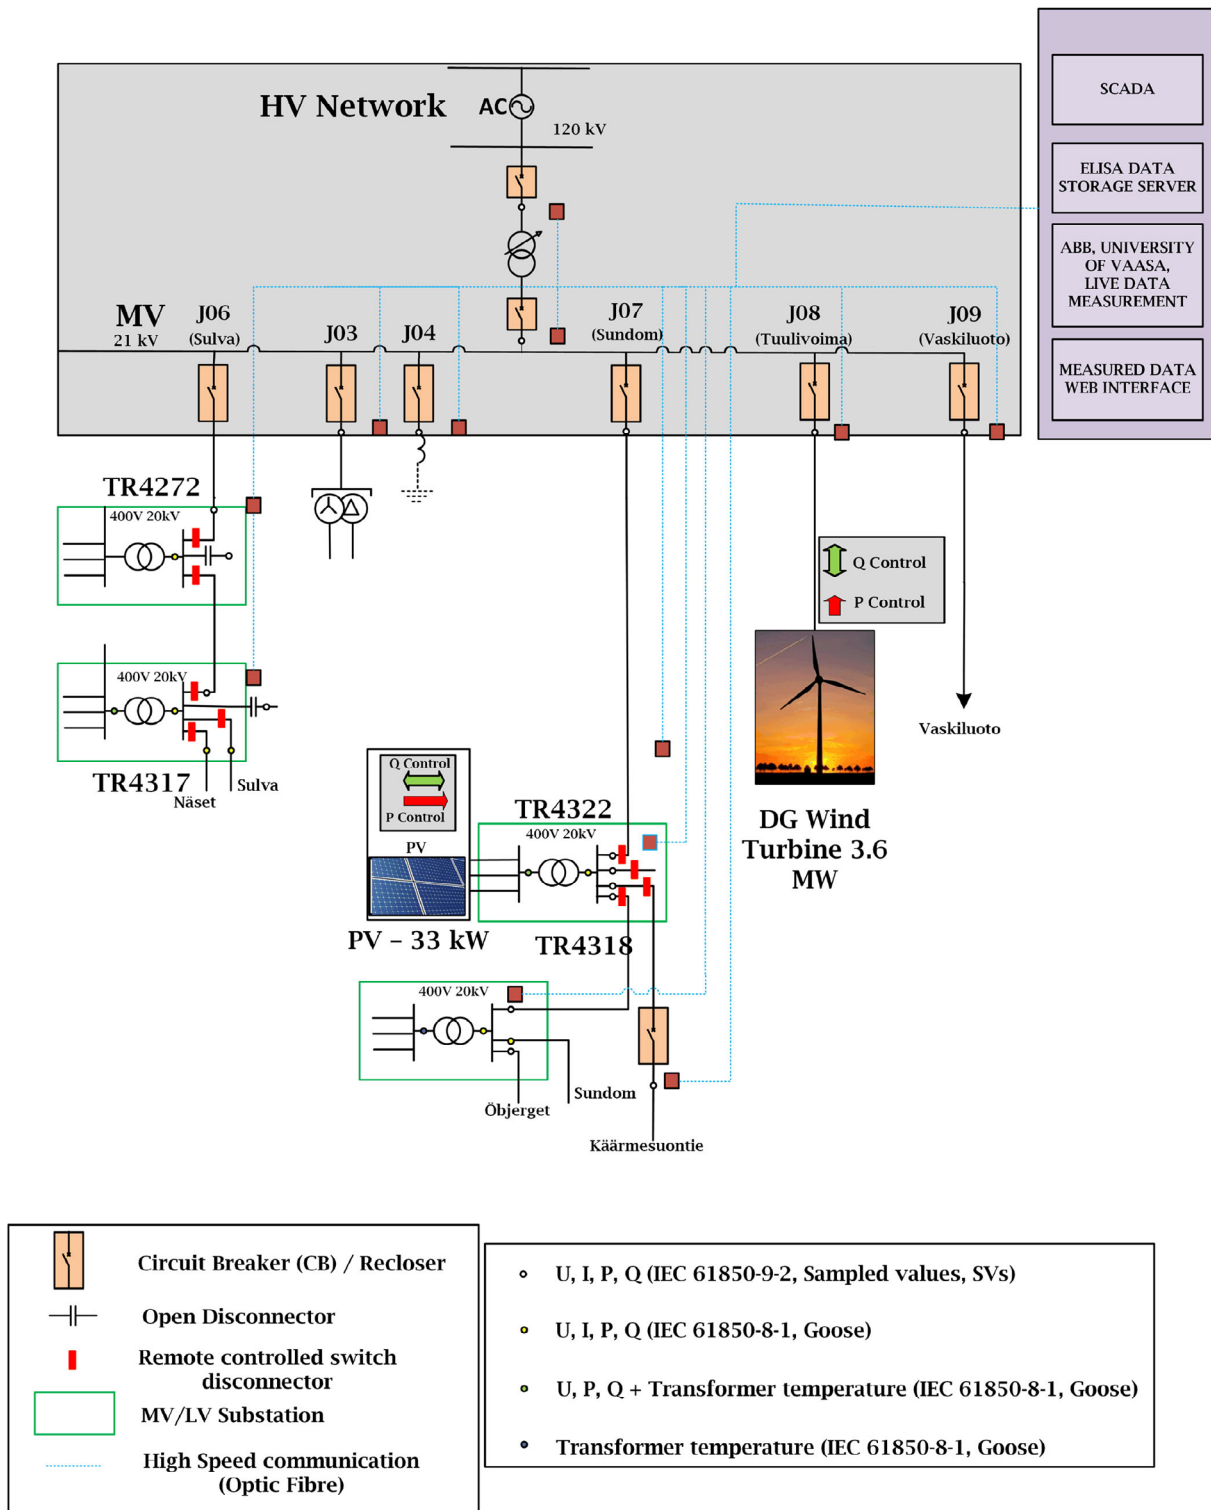 SCADA
ELISA DATA
STORAGE SERVER
ABB, UNIVERSITY
OF VAASA,
LIVE DATA
MEASUREMENT
MEASURED DATA
WEB INTERFACE
HV Network
AC
120 kV
MV
21 kV
J06
(Sulva)
J03
J04
J07
(Sundom)
J08
(Tuulivoima)
J09
(Vaskiluoto)
TR4272
400V 20kV
400V 20kV
TR4317
Näset
Sulva
Q Control
P Control
Vaskiluoto
DG Wind
Turbine 3.6
MW
Q Control
P Control
PV
PV – 33 kW
TR4322
400V 20kV
TR4318
400V 20kV
Öbjerget
Sundom
Käärmesuontie
Circuit Breaker (CB) / Recloser
Open Disconnector
Remote controlled switch
disconnector
MV/LV Substation
High Speed communication
(Optic Fibre)
U, I, P, Q (IEC 61850-9-2, Sampled values, SVs)
U, I, P, Q (IEC 61850-8-1, Goose)
U, P, Q + Transformer temperature (IEC 61850-8-1, Goose)
Transformer temperature (IEC 61850-8-1, Goose)